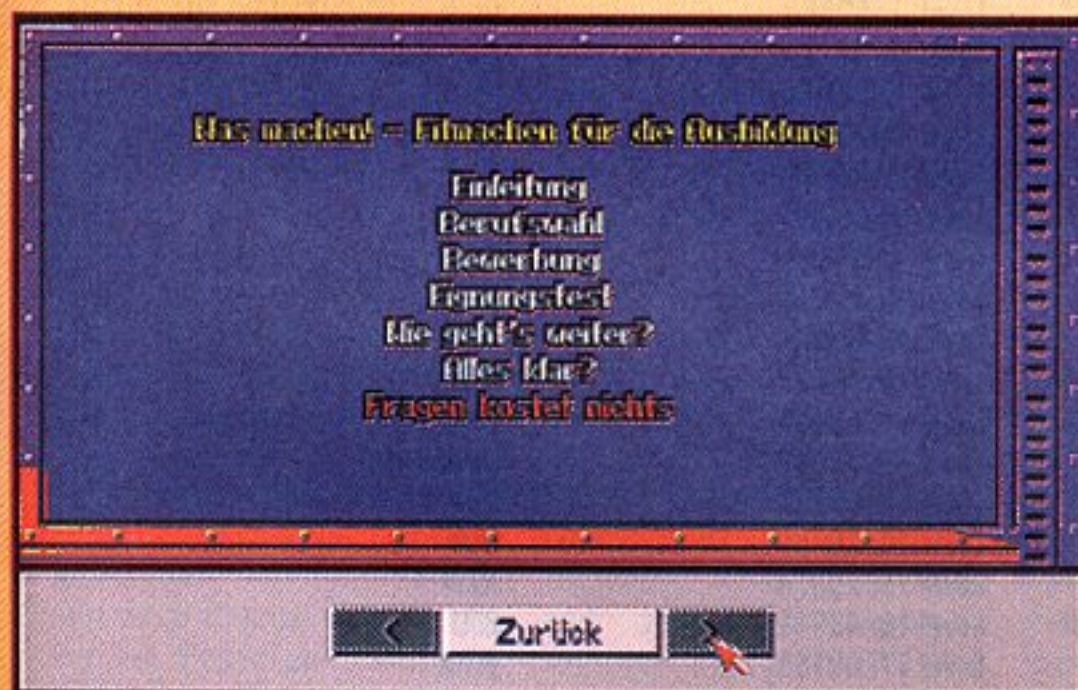 Was machen! - Fitmachen für die Ausbildung
Einleitung
Berufswahl
Bewerbung
Eignungstest
Wie geht's weiter?
Alles klar?
Fragen kostet nichts
< Zurück >